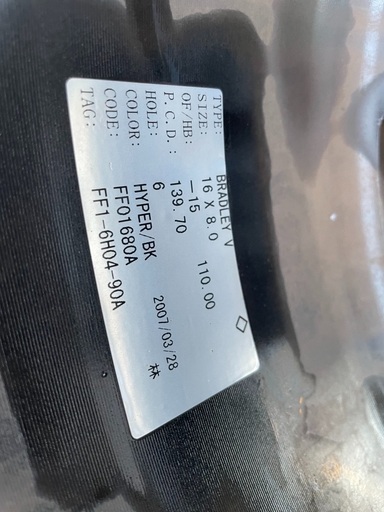 TYPE: BRADLEY V
SIZE: 16 X 8.0
OF/HB: -15 110.00
P.C.D.: 139.70
HOLE: 6
COLOR: HYPER/BK
CODE: FF01680A 2007/03/28
TAG: FF1-6H04-90A 林